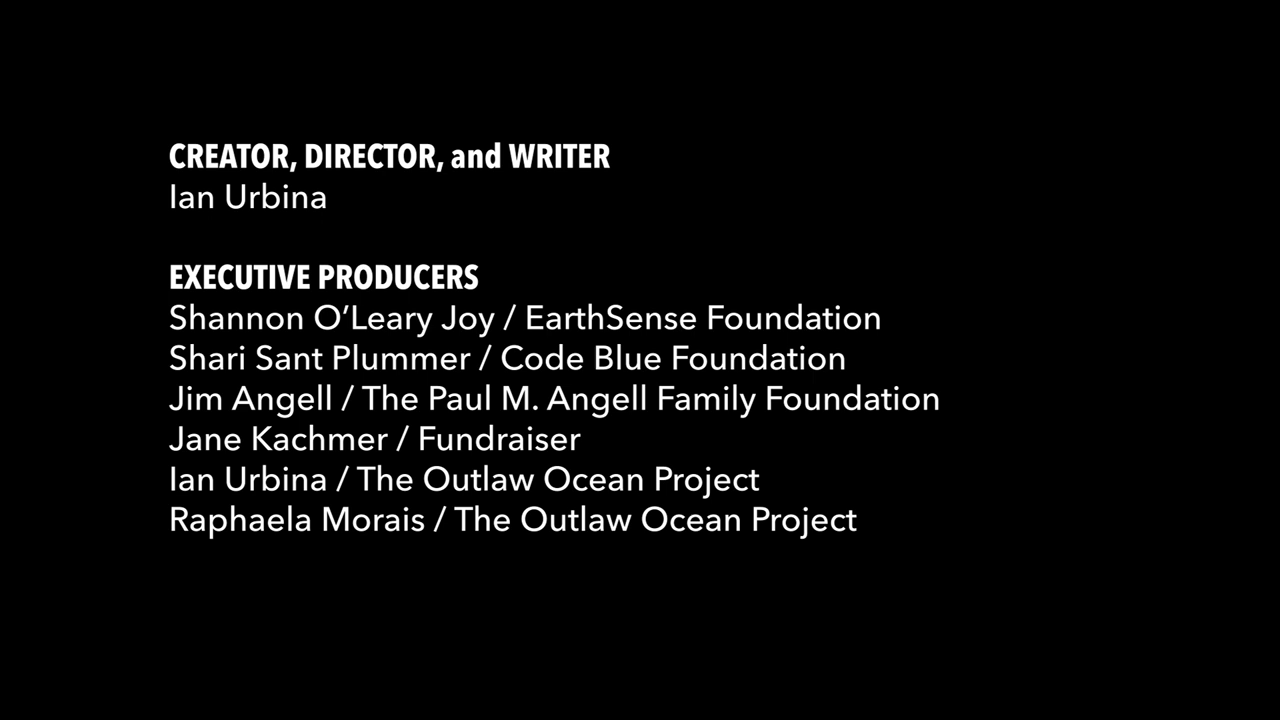 CREATOR, DIRECTOR, and WRITER
Ian Urbina
EXECUTIVE PRODUCERS
Shannon O’Leary Joy / EarthSense Foundation
Shari Sant Plummer / Code Blue Foundation
Jim Angell / The Paul M. Angell Family Foundation
Jane Kachmer / Fundraiser
Ian Urbina / The Outlaw Ocean Project
Raphaela Morais / The Outlaw Ocean Project